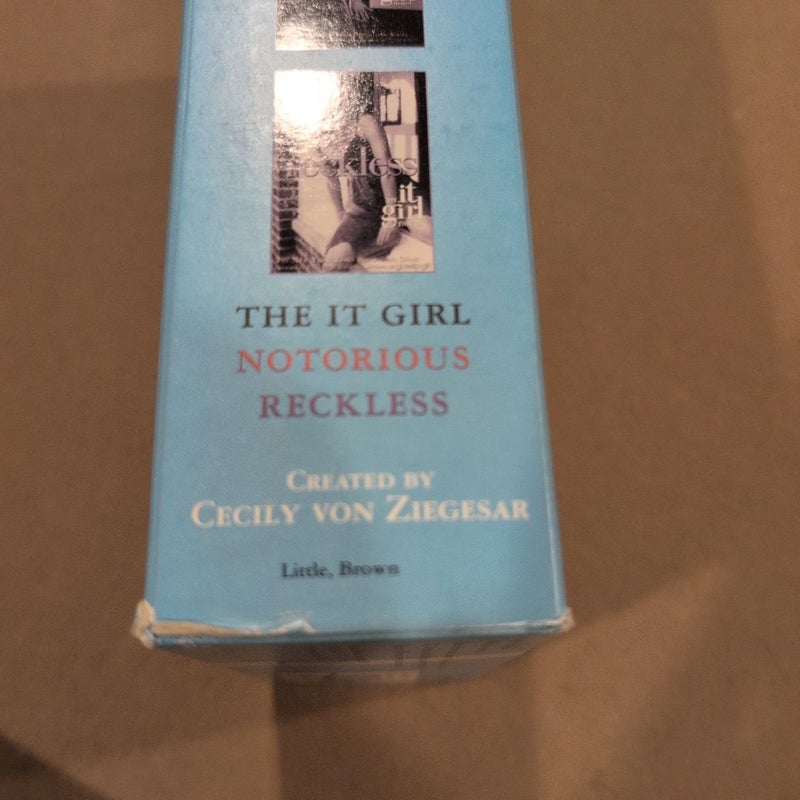 reckless
it
girl
THE IT GIRL
NOTORIOUS
RECKLESS
CREATED BY
CECILY VON ZIEGESAR
Little, Brown